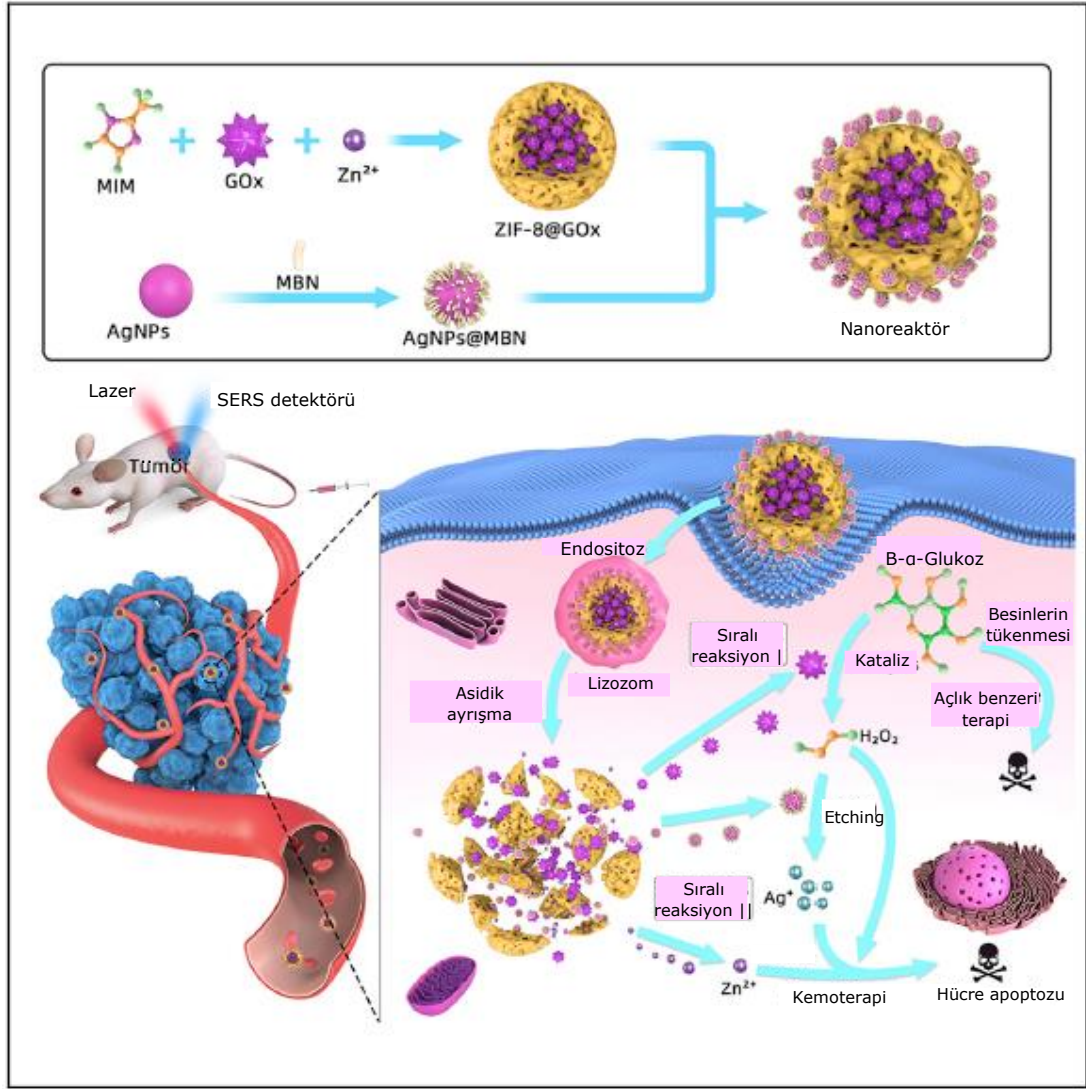 MIM
GOx
Zn²⁺
ZIF-8@GOx
MBN
AgNPs
AgNPs@MBN
Nanoreaktör
Lazer
SERS detektörü
Tümör
Endositoz
B-α-Glukoz
Sıralı
reaksiyon |
Kataliz
Besinlerin
tükenmesi
Lizozom
Asidik
ayrışma
Açlık benzeri
terapi
H₂O₂
Etching
Sıralı
reaksiyon ||
Ag⁺
Zn²⁺
Kemoterapi
Hücre apoptozu